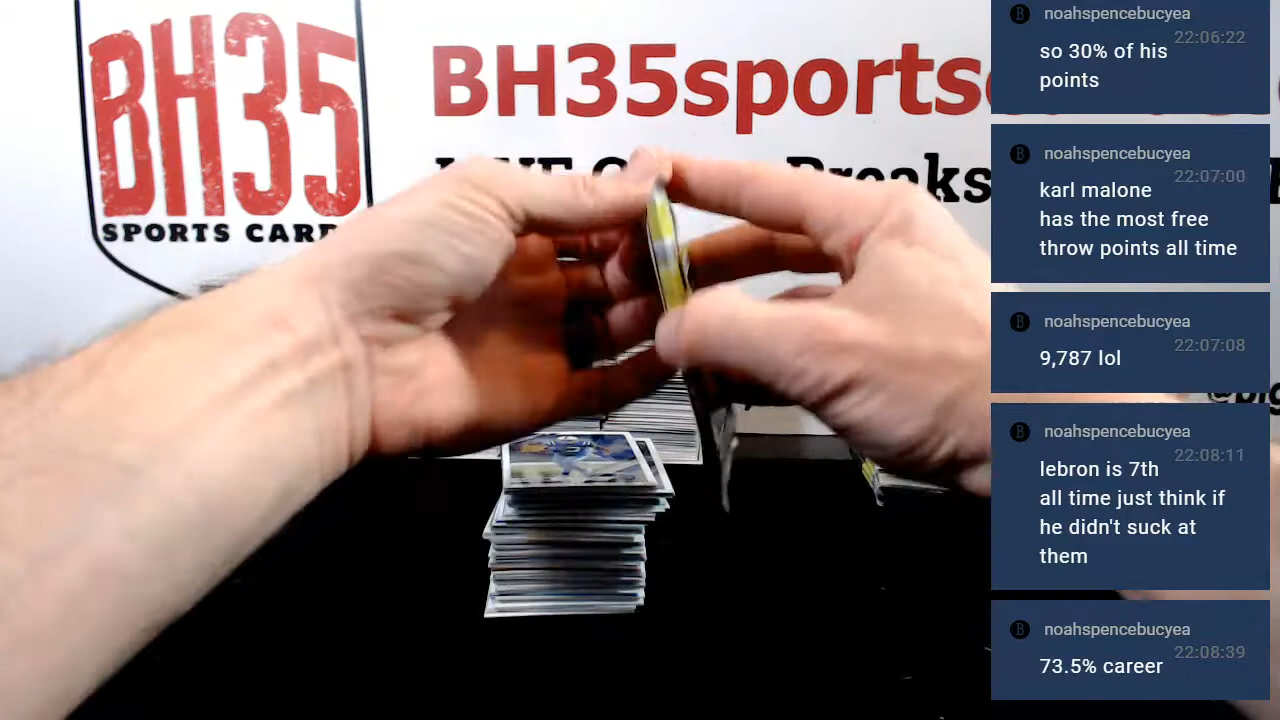 BH35
SPORTS CARD
BH35sports
Breaks
noahspencebucyea
22:06:22
so 30% of his
points
noahspencebucyea
22:07:00
karl malone
has the most free
throw points all time
noahspencebucyea
22:07:08
9,787 lol
noahspencebucyea
22:08:11
lebron is 7th
all time just think if
he didn't suck at
them
noahspencebucyea
22:08:39
73.5% career